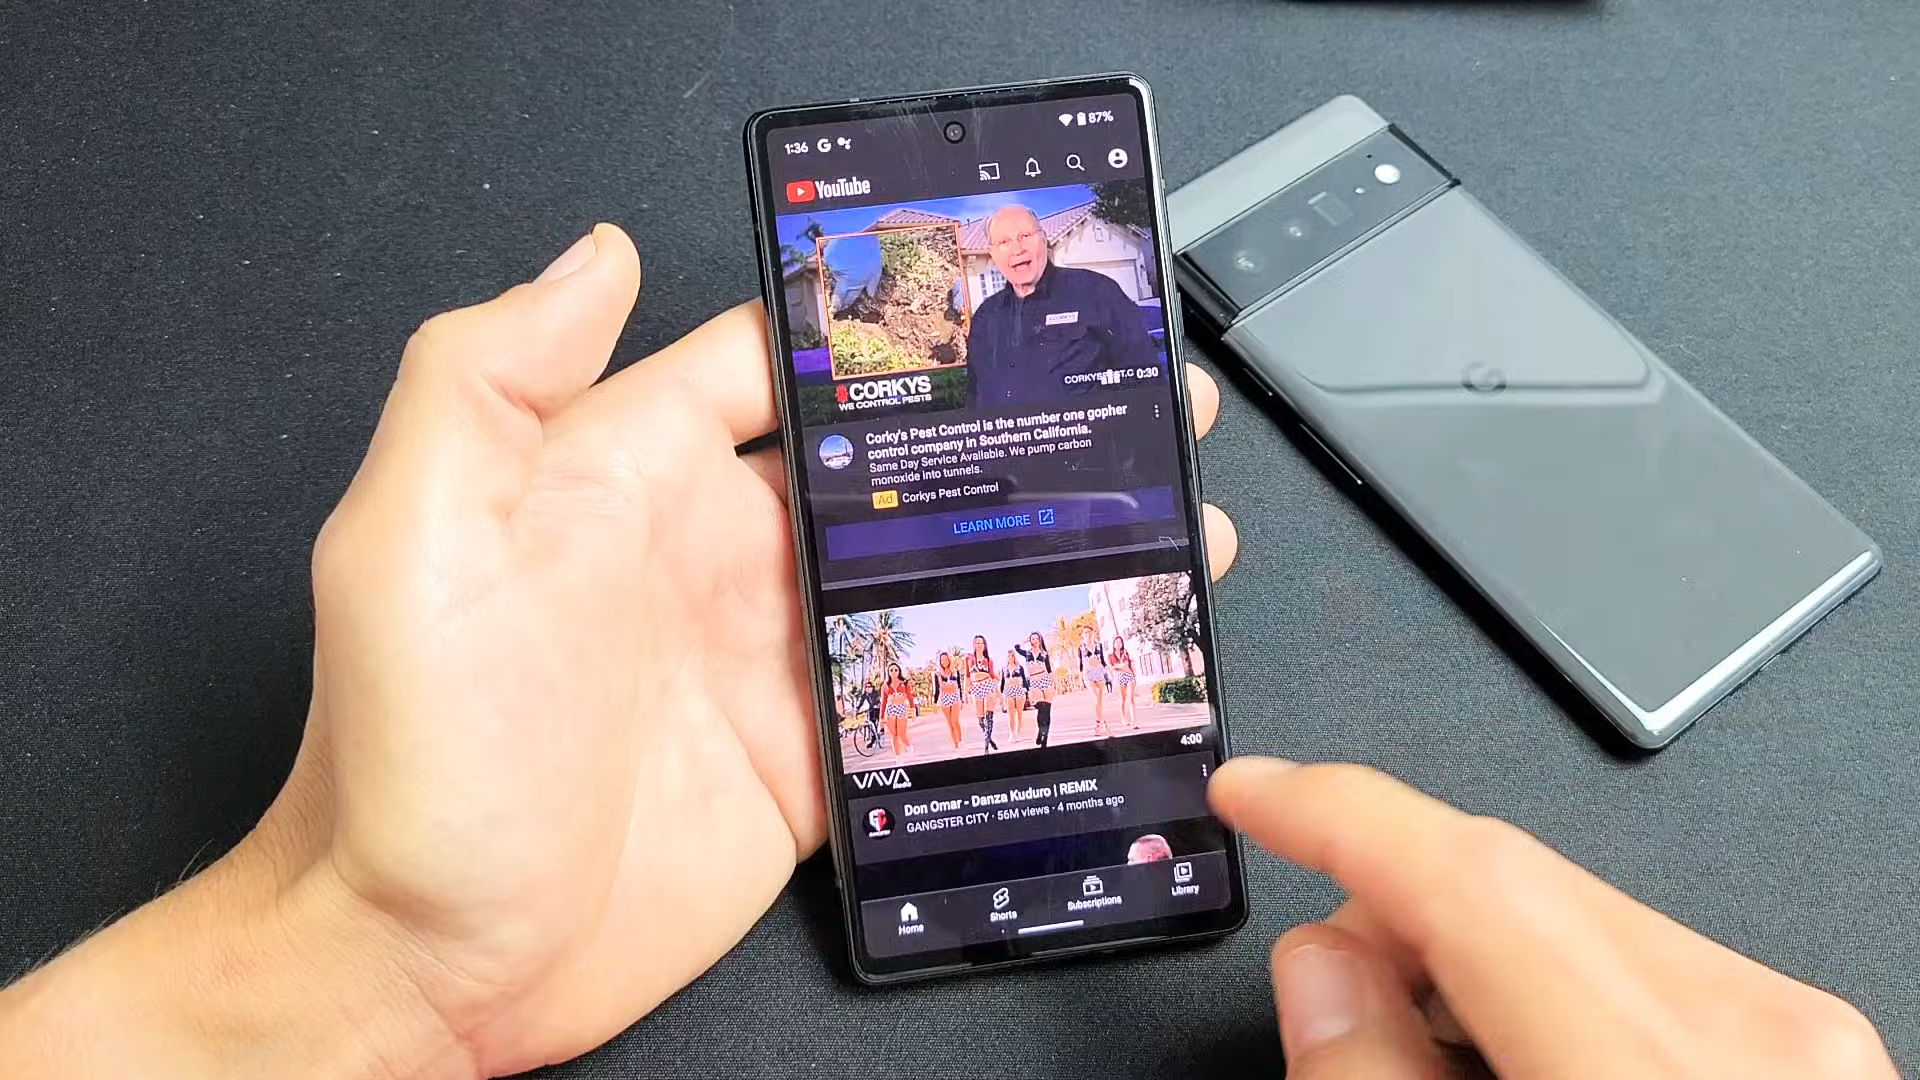 1:36
87%
YouTube
CORKYS
WE CONTROL PESTS
0:30
Corky's Pest Control is the number one gopher
control company in Southern California.
Same Day Service Available. We pump carbon
monoxide into tunnels.
Ad Corkys Pest Control
LEARN MORE
4:00
VAVA
Don Omar - Danza Kuduro | REMIX
GANGSTER CITY · 56M views · 4 months ago
Home
Shorts
Subscriptions
Library